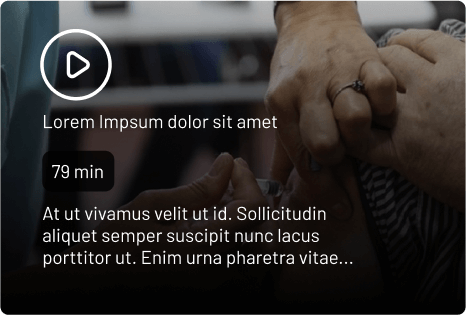 Lorem Impsum dolor sit amet
79 min
At ut vivamus velit ut id. Sollicitudin
aliquet semper suscipit nunc lacus
porttitor ut. Enim urna pharetra vitae...